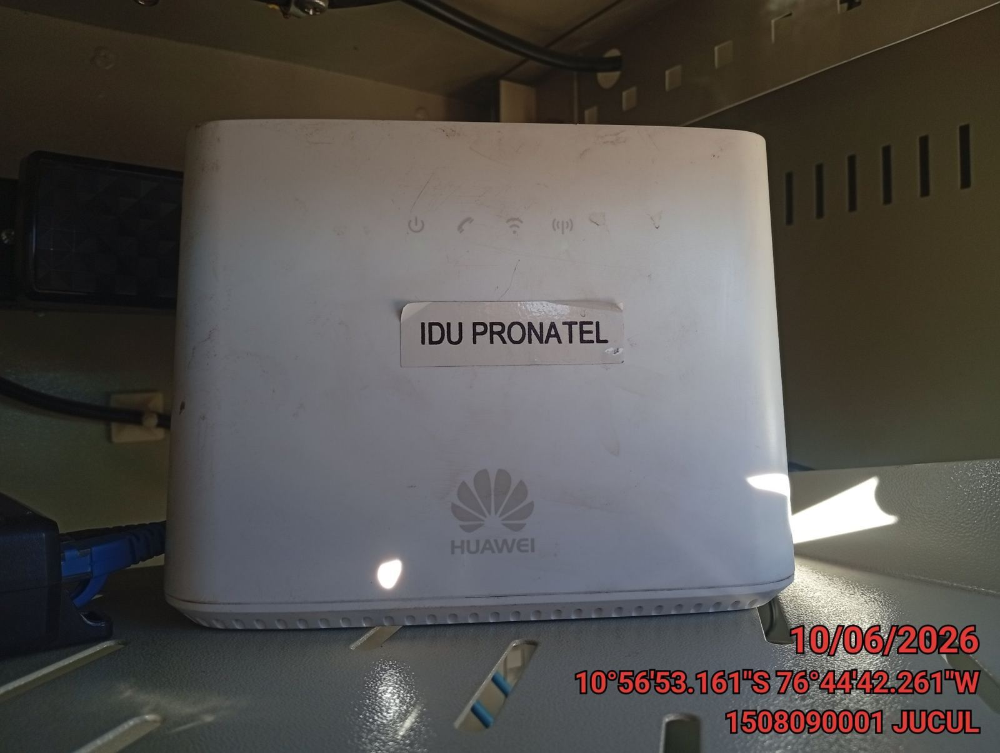 IDU PRONATEL
HUAWEI
10/06/2026
10°56'53.161"S 76°44'42.261"W
1508090001 JUCUL